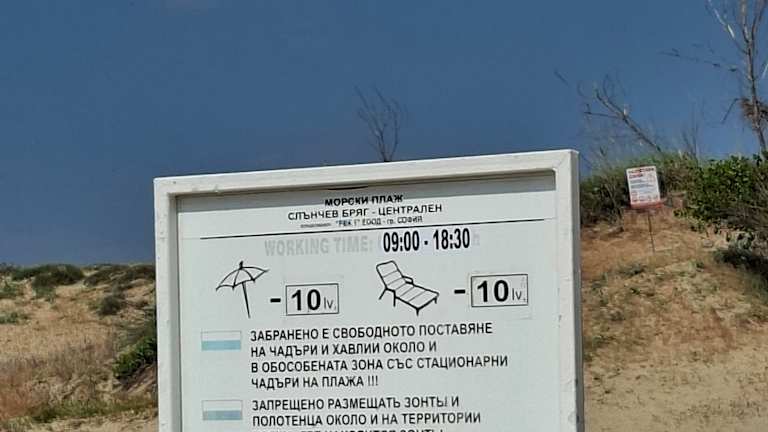 МОРСКИ ПЛАЖ
СЛЪНЧЕВ БРЯГ - ЦЕНТРАЛЕН
ЕООД - гр. СОФИЯ
WORKING TIME: 09:00 - 18:30
- 10 lv. - 10 lv.
ЗАБРАНЕНО Е СВОБОДНОТО ПОСТАВЯНЕ
НА ЧАДЪРИ И ХАВЛИИ ОКОЛО И
В ОБОСОБЕНАТА ЗОНА СЪС СТАЦИОНАРНИ
ЧАДЪРИ НА ПЛАЖА !!!
ЗАПРЕЩЕНО РАЗМЕЩАТЬ ЗОНТЫ И
ПОЛОТЕНЦА ОКОЛО И НА ТЕРРИТОРИИ